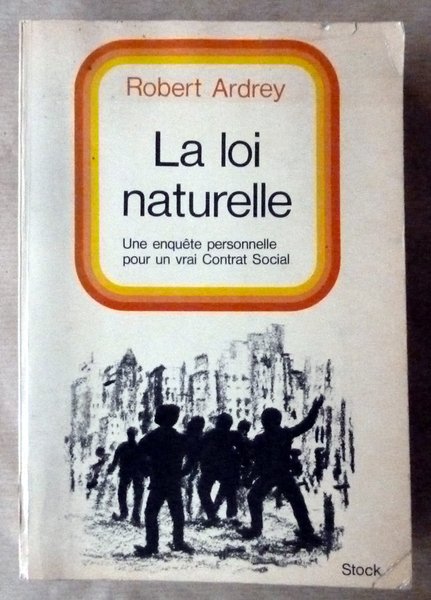 Robert Ardrey
La loi
naturelle
Une enquête personnelle
pour un vrai Contrat Social
Stock